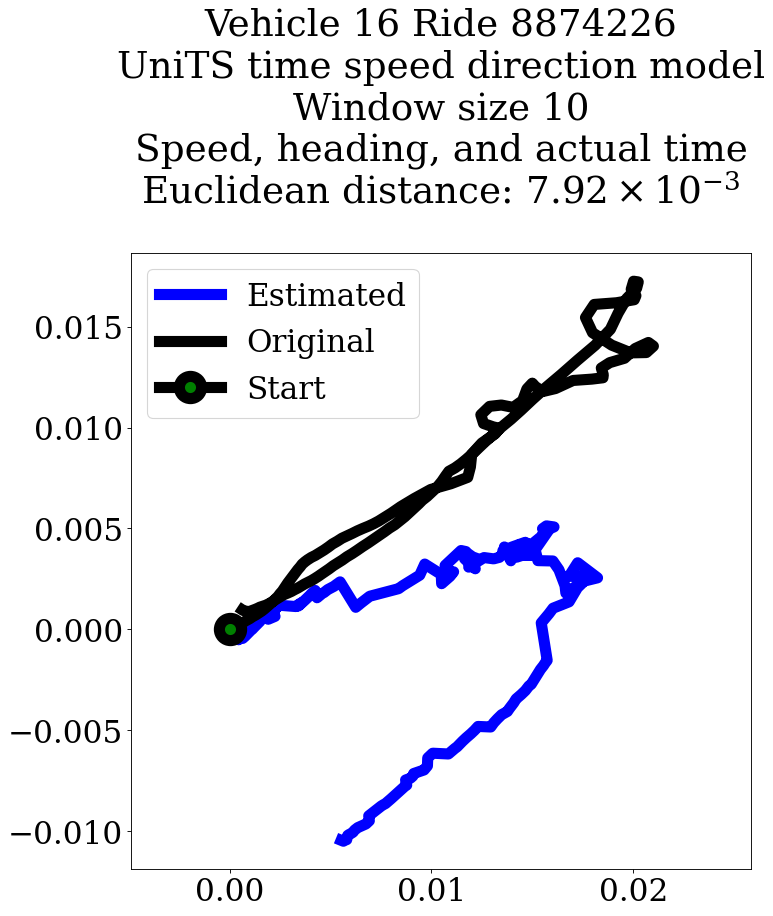 Vehicle 16 Ride 8874226
UniTS time speed direction model
Window size 10
Speed, heading, and actual time
Euclidean distance: 7.92 × 10⁻³
Estimated
Original
Start
0.015
0.010
0.005
0.000
−0.005
−0.010
0.00 0.01 0.02